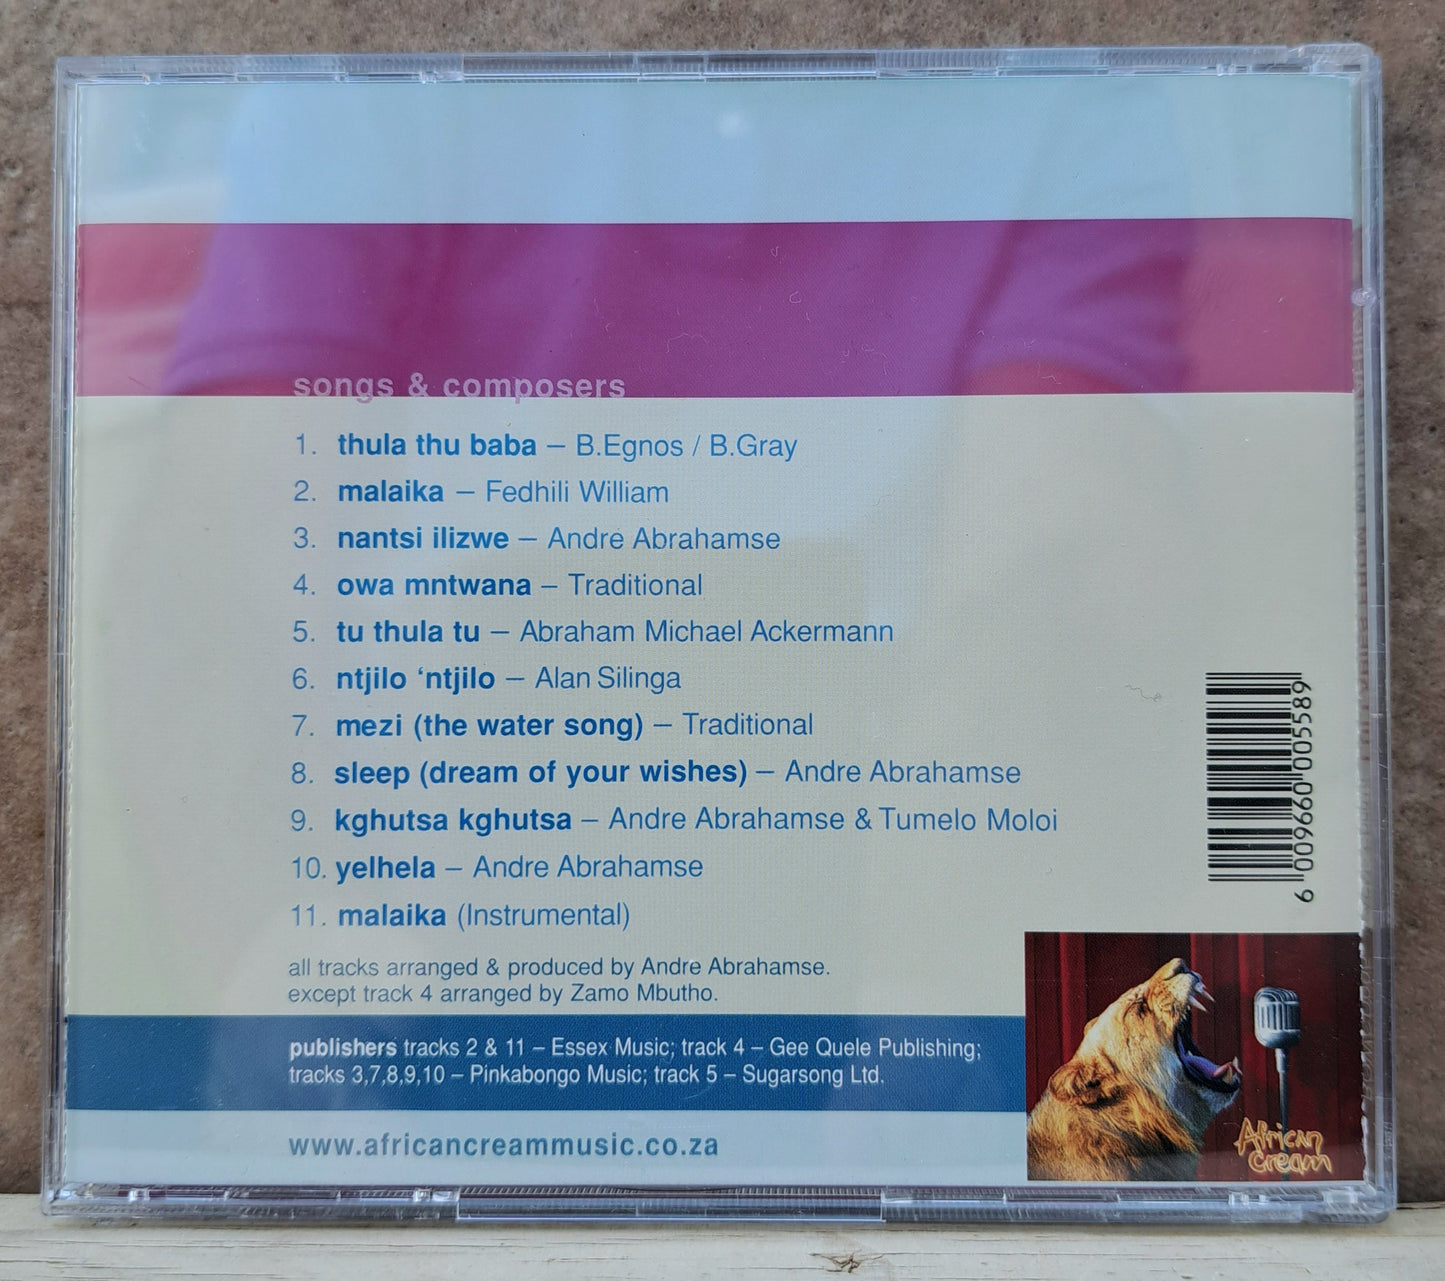 songs & composers
1. thula thu baba – B.Egnos / B.Gray
2. malaika – Fedhili William
3. nantsi ilizwe – Andre Abrahamse
4. owa mntwana – Traditional
5. tu thula tu – Abraham Michael Ackermann
6. ntjilo ‘ntjilo – Alan Silinga
7. mezi (the water song) – Traditional
8. sleep (dream of your wishes) – Andre Abrahamse
9. kghutsa kghutsa – Andre Abrahamse & Tumelo Moloi
10. yelhela – Andre Abrahamse
11. malaika (Instrumental)
all tracks arranged & produced by Andre Abrahamse.
except track 4 arranged by Zamo Mbutho.
publishers tracks 2 & 11 – Essex Music; track 4 – Gee Quele Publishing;
tracks 3,7,8,9,10 – Pinkabongo Music; track 5 – Sugarsong Ltd.
www.africancreammusic.co.za
6 009660 005589
African
Cream